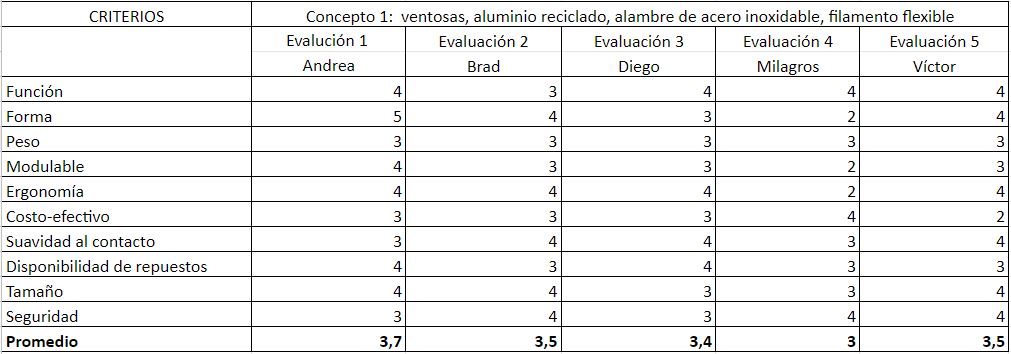 CRITERIOS Concepto 1: ventosas, aluminio reciclado, alambre de acero inoxidable, filamento flexible
Evalución 1 Evaluación 2 Evaluación 3 Evaluación 4 Evaluación 5
Andrea Brad Diego Milagros Víctor
Función 4 3 4 4 4
Forma 5 4 3 2 4
Peso 3 3 3 3 3
Modulable 4 3 3 2 3
Ergonomía 4 4 4 2 4
Costo-efectivo 3 3 3 4 2
Suavidad al contacto 3 4 4 3 4
Disponibilidad de repuestos 4 3 4 3 3
Tamaño 4 4 3 3 4
Seguridad 3 4 3 4 4
Promedio 3,7 3,5 3,4 3 3,5